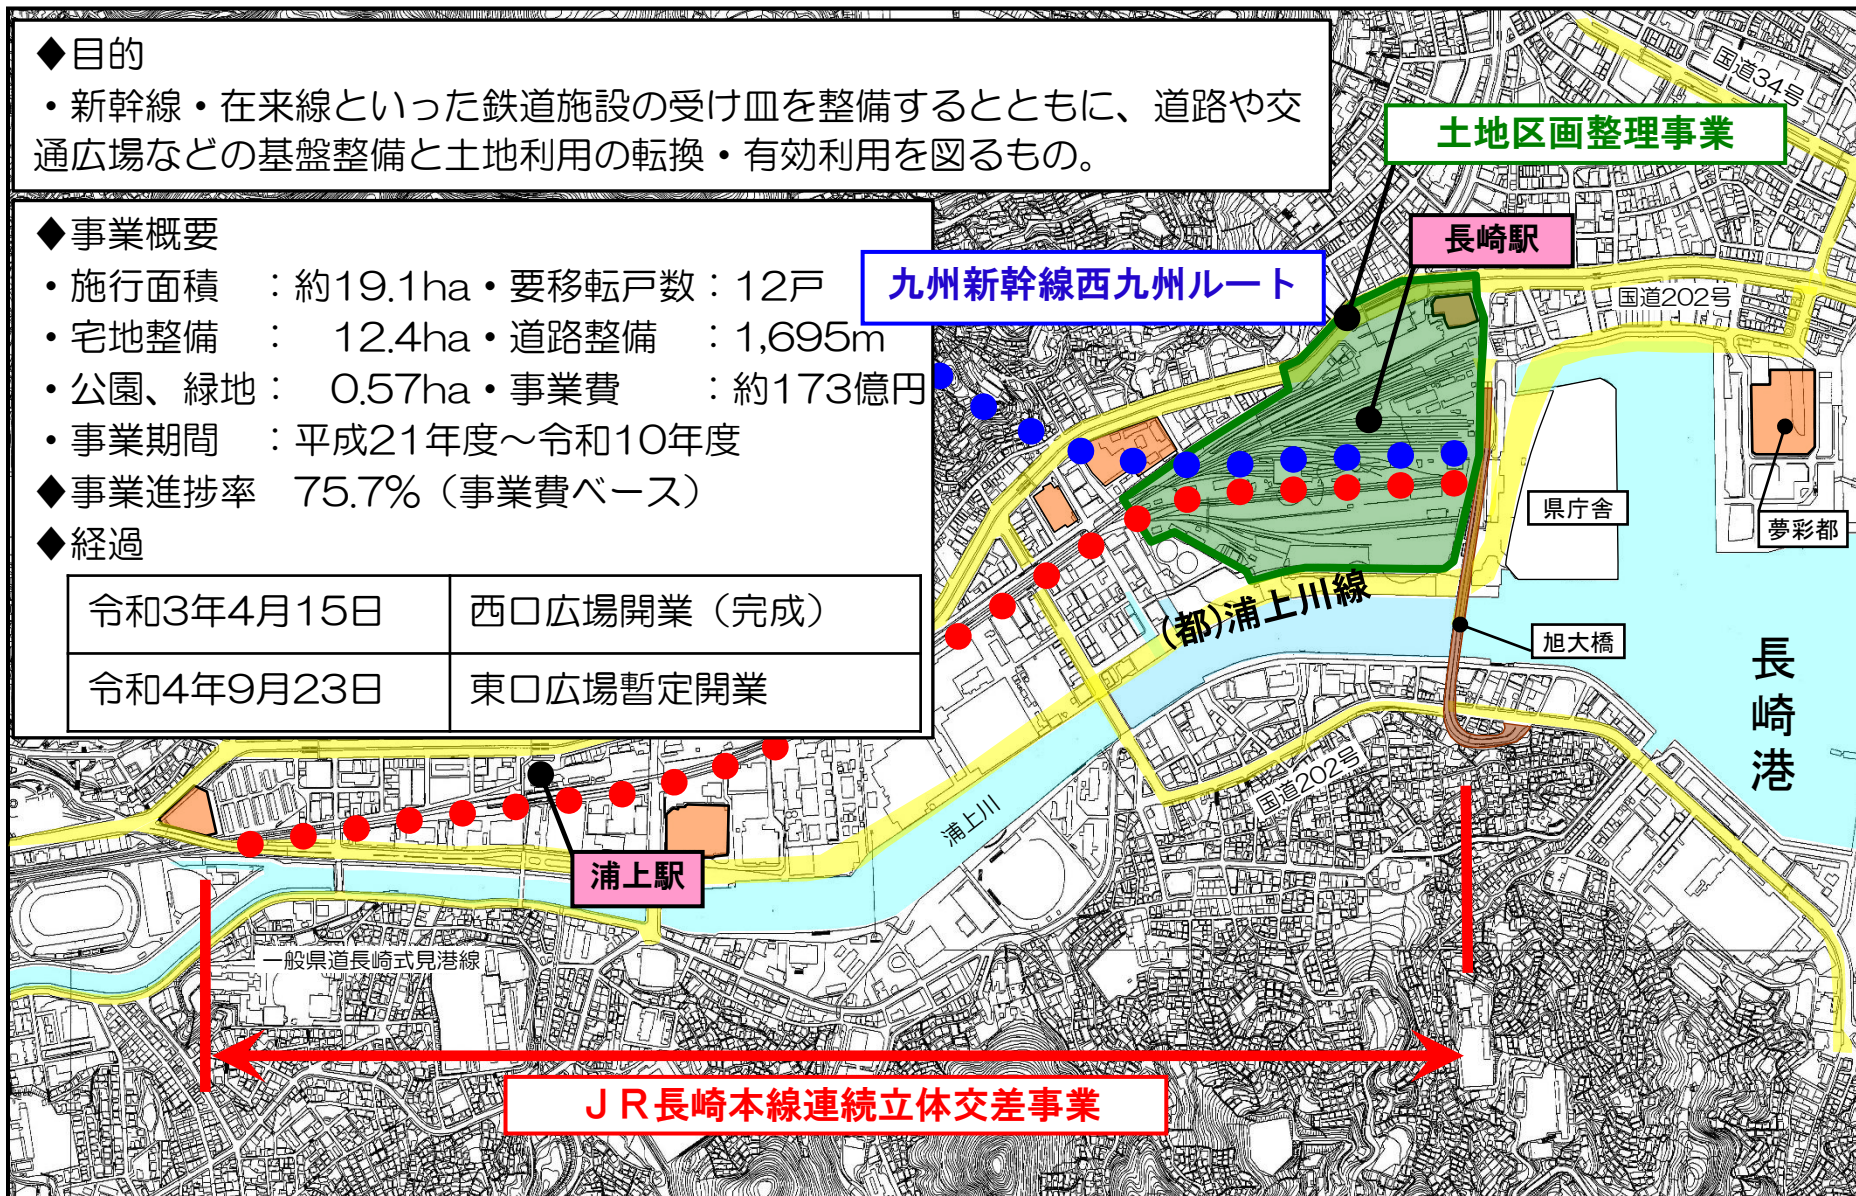 ◆目的
・新幹線・在来線といった鉄道施設の受け皿を整備するとともに、道路や交
通広場などの基盤整備と土地利用の転換・有効利用を図るもの。
◆事業概要
・施行面積　：約19.1ha・要移転戸数：12戸
・宅地整備　：　12.4ha・道路整備　：1,695m
・公園、緑地：　0.57ha・事業費　　：約173億円
・事業期間　：平成21年度～令和10年度
◆事業進捗率　75.7%（事業費ベース）
◆経過
令和3年4月15日　西口広場開業（完成）
令和4年9月23日　東口広場暫定開業
国道34号
土地区画整理事業
長崎駅
九州新幹線西九州ルート
国道202号
県庁舎
夢彩都
(都)浦上川線
旭大橋
長崎港
国道202号
浦上川
浦上駅
一般県道長崎式見港線
ＪＲ長崎本線連続立体交差事業